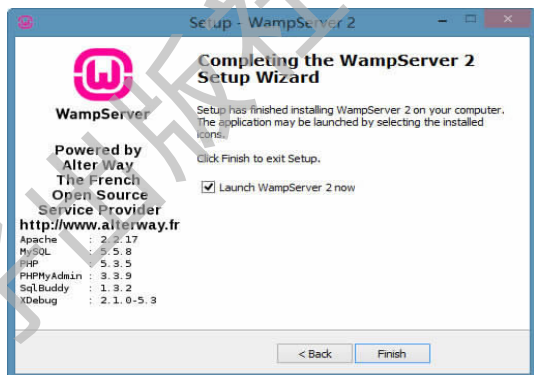 Setup - WampServer 2
WampServer
Powered by
Alter Way
The French
Open Source
Service Provider
http://www.alterway.fr
Apache : 2.2.17
MySQL : 5.5.8
PHP : 5.3.5
PHPMyAdmin : 3.3.9
SqlBuddy : 1.3.2
XDebug : 2.1.0-5.3
Completing the WampServer 2
Setup Wizard
Setup has finished installing WampServer 2 on your computer.
The application may be launched by selecting the installed
icons.
Click Finish to exit Setup.
Launch WampServer 2 now
< Back
Finish
出版社